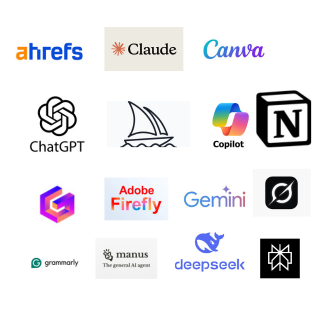 ahrefs
Claude
Canva
ChatGPT
Copilot
N
Adobe
Firefly
Gemini
grammarly
manus
The general AI agent
deepseek